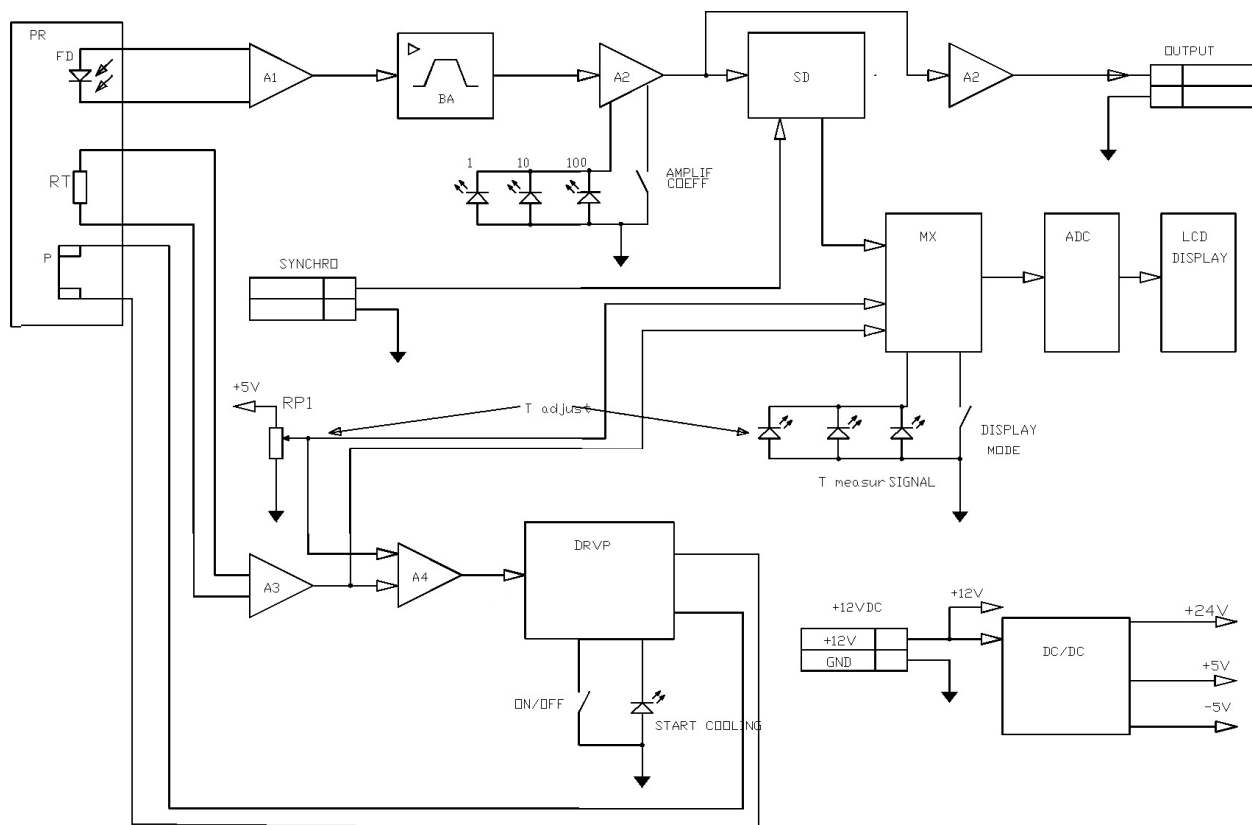 PR
FD
A1
BA
A2
SD
A2
OUTPUT
RT
1 10 100
AMPLIF
COEFF
P
SYNCHRO
MX
ADC
LCD
DISPLAY
+5V
RP1
T adjust
DISPLAY
MODE
T measur SIGNAL
A3
A4
DRVP
ON/OFF
START COOLING
+12VDC
+12V
GND
+12V
DC/DC
+24V
+5V
-5V